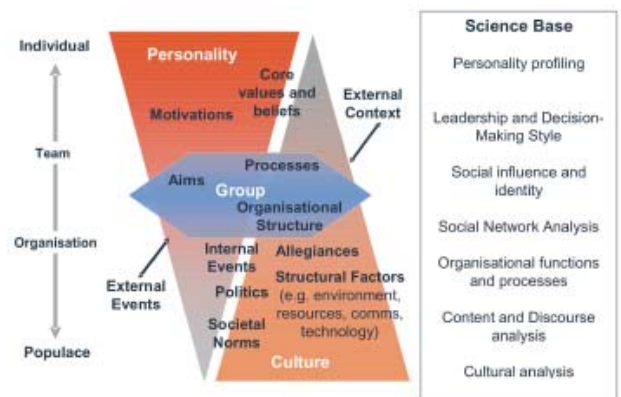 Individual
Team
Organisation
Populace
Personality
Motivations
Core
values and
beliefs
External
Context
Processes
Aims
Group
Organisational
Structure
External
Events
Internal
Events
Politics
Societal
Norms
Allegiances
Structural Factors
(e.g. environment,
resources, comms,
technology)
Culture
Science Base
Personality profiling
Leadership and Decision-
Making Style
Social influence and
identity
Social Network Analysis
Organisational functions
and processes
Content and Discourse
analysis
Cultural analysis